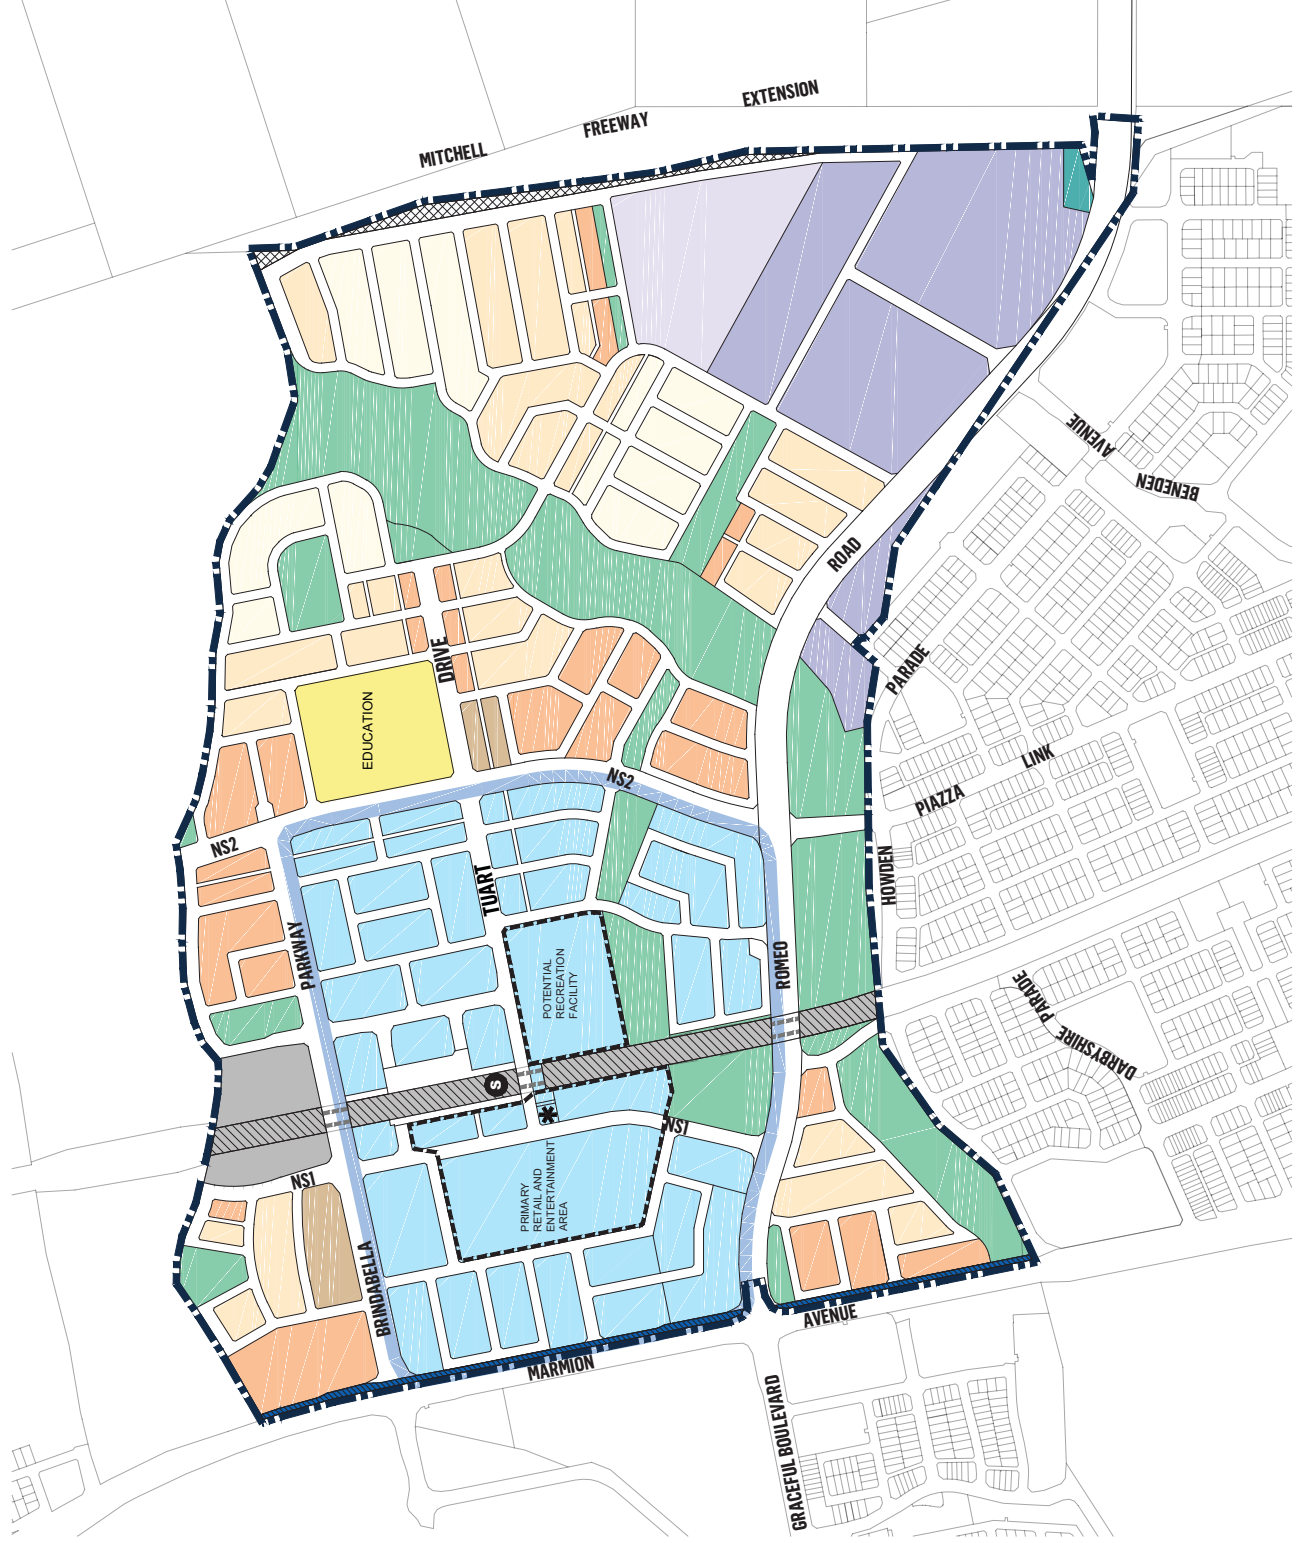 EXTENSION
FREEWAY
MITCHELL
AVENUE
BENEDEN
ROAD
DRIVE
PARADE
EDUCATION
NS2
LINK
PIAZZA
NS2
TUART
HOWDEN
PARKWAY
POTENTIAL
RECREATION
FACILITY
ROMEO
PARADE
DARBYSHIRE
S
NS1
NS1
PRIMARY
RETAIL AND
ENTERTAINMENT
AREA
BRINDABELLA
AVENUE
MARMION
GRACEFUL BOULEVARD